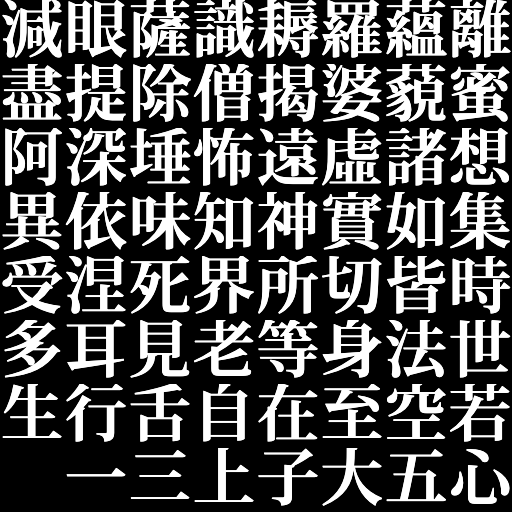 減眼薩識耨羅蘊離
盡提除僧揭婆藐蜜
阿深埵怖遠虛諸想
異依味知神實如集
受涅死界所切皆時
多耳見老等身法世
生行舌自在至空若
一三上子大五心